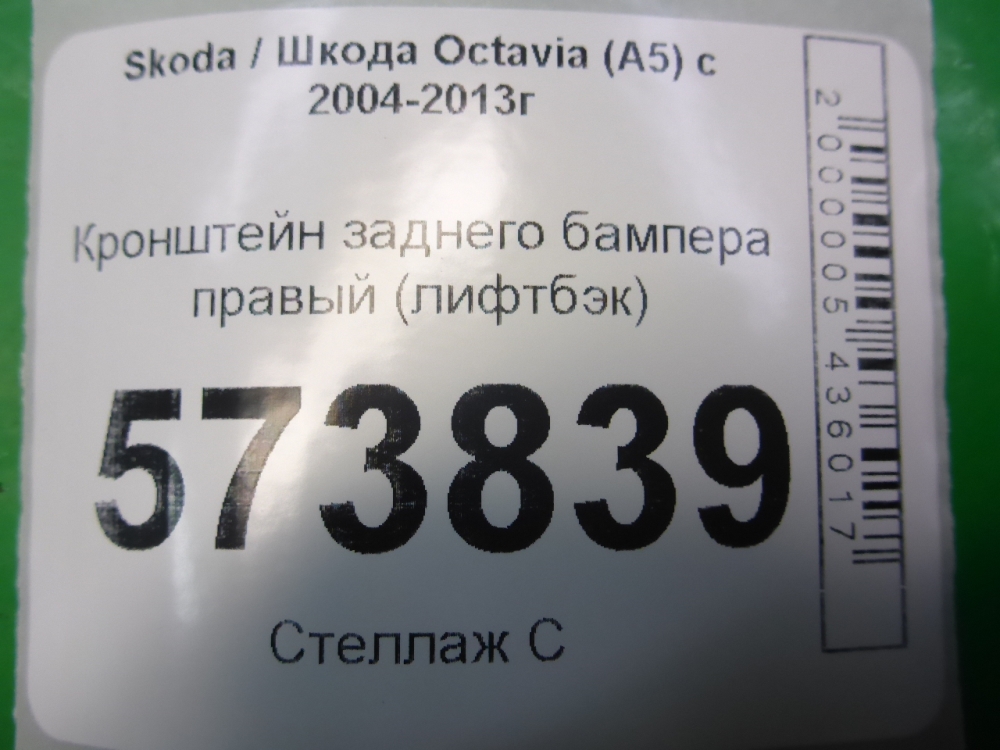 Skoda / Шкода Octavia (A5) с
2004-2013г
Кронштейн заднего бампера
правый (лифтбэк)
573839
Стеллаж С
2000005436017